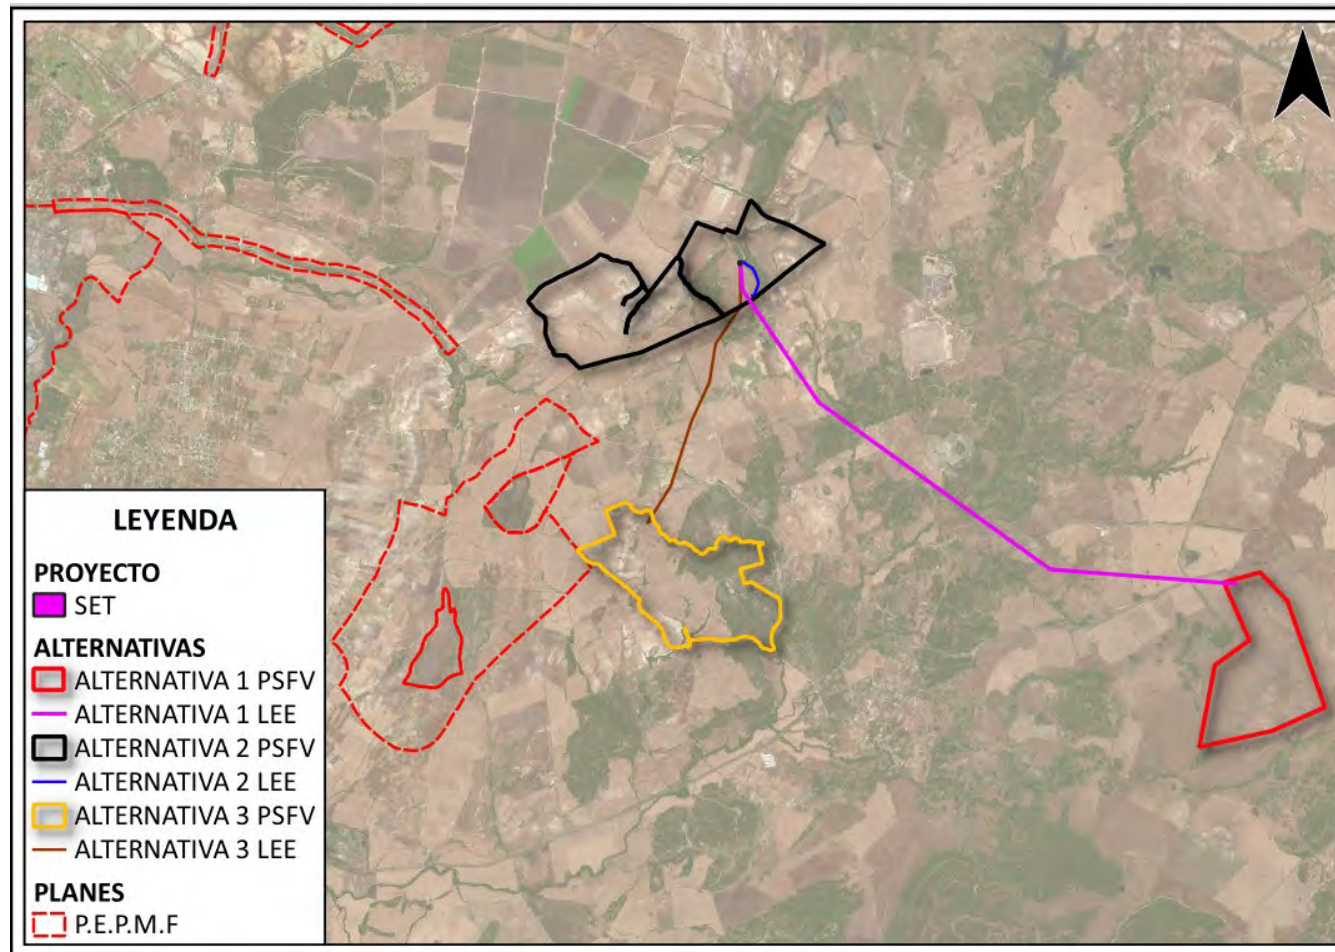 LEYENDA
PROYECTO
SET
ALTERNATIVAS
ALTERNATIVA 1 PSFV
ALTERNATIVA 1 LEE
ALTERNATIVA 2 PSFV
ALTERNATIVA 2 LEE
ALTERNATIVA 3 PSFV
ALTERNATIVA 3 LEE
PLANES
P.E.P.M.F